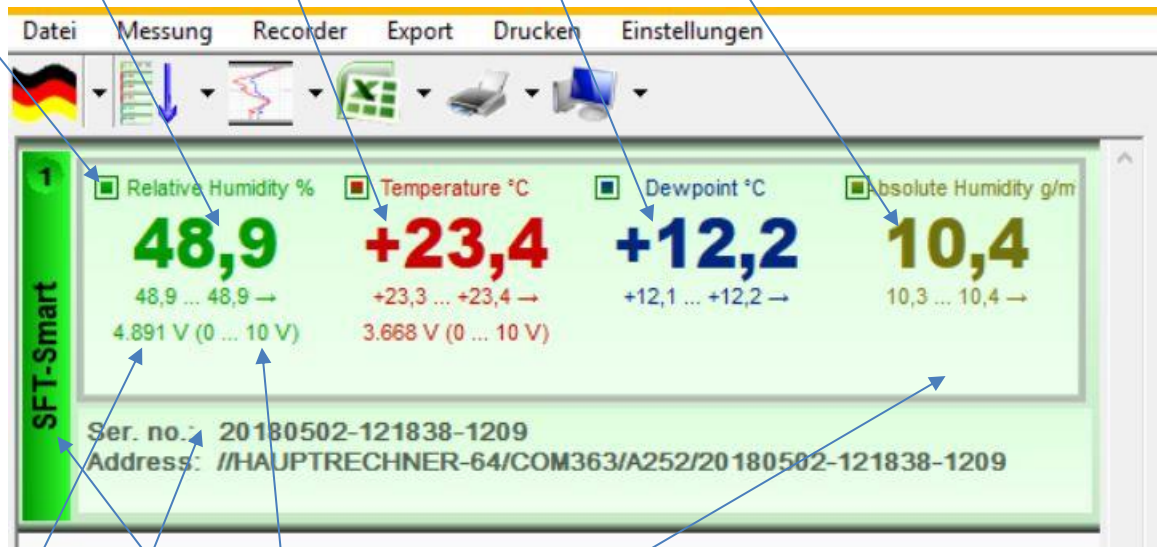 Datei Messung Recorder Export Drucken Einstellungen
1
SFT-Smart
Relative Humidity % Temperature °C Dewpoint °C Absolute Humidity g/m
48,9 +23,4 +12,2 10,4
48,9 ... 48,9 → +23,3 ... +23,4 → +12,1 ... +12,2 → 10,3 ... 10,4 →
4.891 V (0 ... 10 V) 3.668 V (0 ... 10 V)
Ser. no.: 20180502-121838-1209
Address: //HAUPTRECHNER-64/COM363/A252/20180502-121838-1209